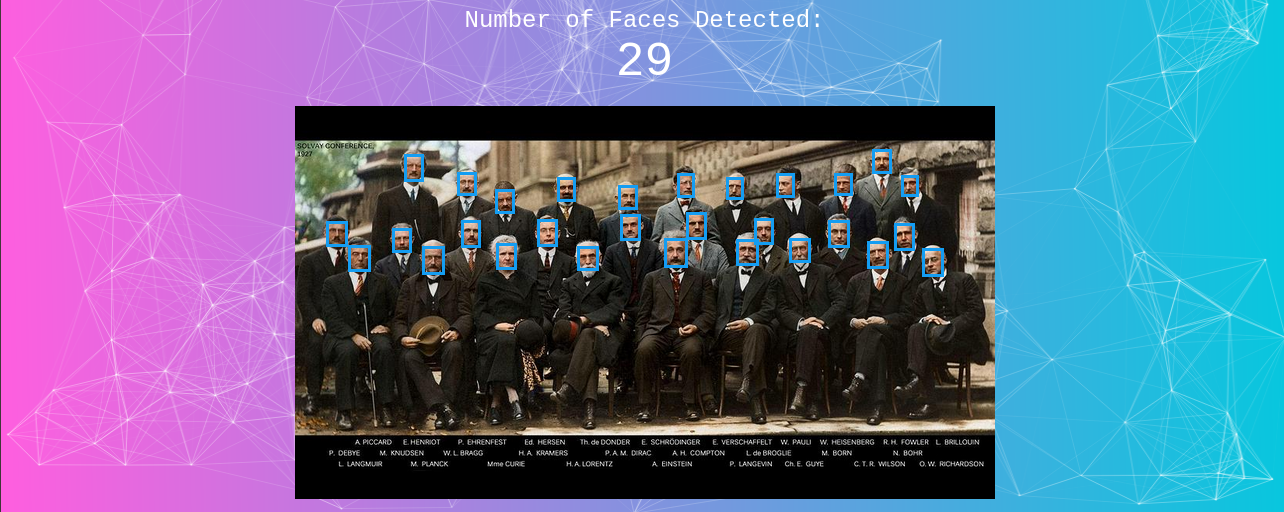 Number of Faces Detected:
29
SOLVAY CONFERENCE,
1927
A. PICCARD E. HENRIOT P. EHRENFEST Ed. HERSEN Th. de DONDER E. SCHRÖDINGER E. VERSCHAFFELT W. PAULI W. HEISENBERG R. H. FOWLER L. BRILLOUIN
P. DEBYE M. KNUDSEN W. L. BRAGG H. A. KRAMERS P. A. M. DIRAC A. H. COMPTON L. de BROGLIE M. BORN N. BOHR
L. LANGMUIR M. PLANCK Mme CURIE H. A. LORENTZ A. EINSTEIN P. LANGEVIN Ch. E. GUYE C. T. R. WILSON O. W. RICHARDSON